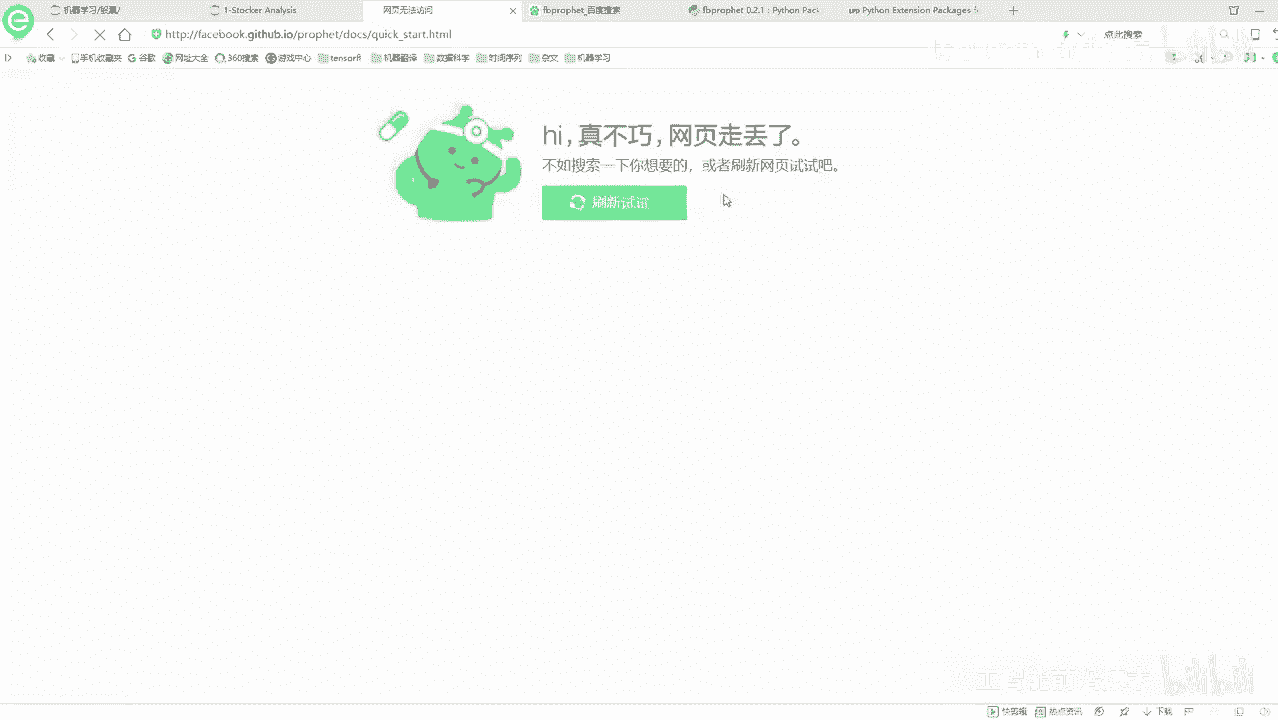 机器学习/股票/
1-Stocker Analysis
网页无法访问
fbprophet_百度搜索
fbprophet 0.2.1 : Python Pack
Python Extension Packages f
http://facebook.github.io/prophet/docs/quick_start.html
点此搜索
收藏
手机收藏夹
谷歌
网址大全
360搜索
游戏中心
tensorfl
机器翻译
数据科学
时间序列
杂文
机器学习
hi,真不巧,网页走丢了。
不如搜索一下你想要的，或者刷新网页试试吧。
刷新试试
bilibili
快剪辑
热点资讯
下载